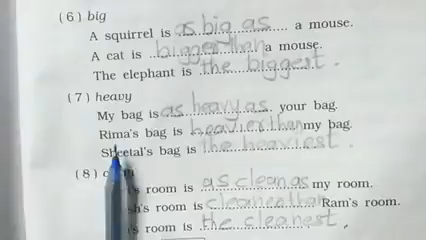 (6) big
A squirrel is as big as a mouse.
A cat is bigger than a mouse.
The elephant is the biggest.
(7) heavy
My bag is as heavy as your bag.
Rima's bag is heavier than my bag.
Sheetal's bag is the heaviest.
(8)
's room is as clean as my room.
h's room is cleaner than Ram's room.
s room is the cleanest.